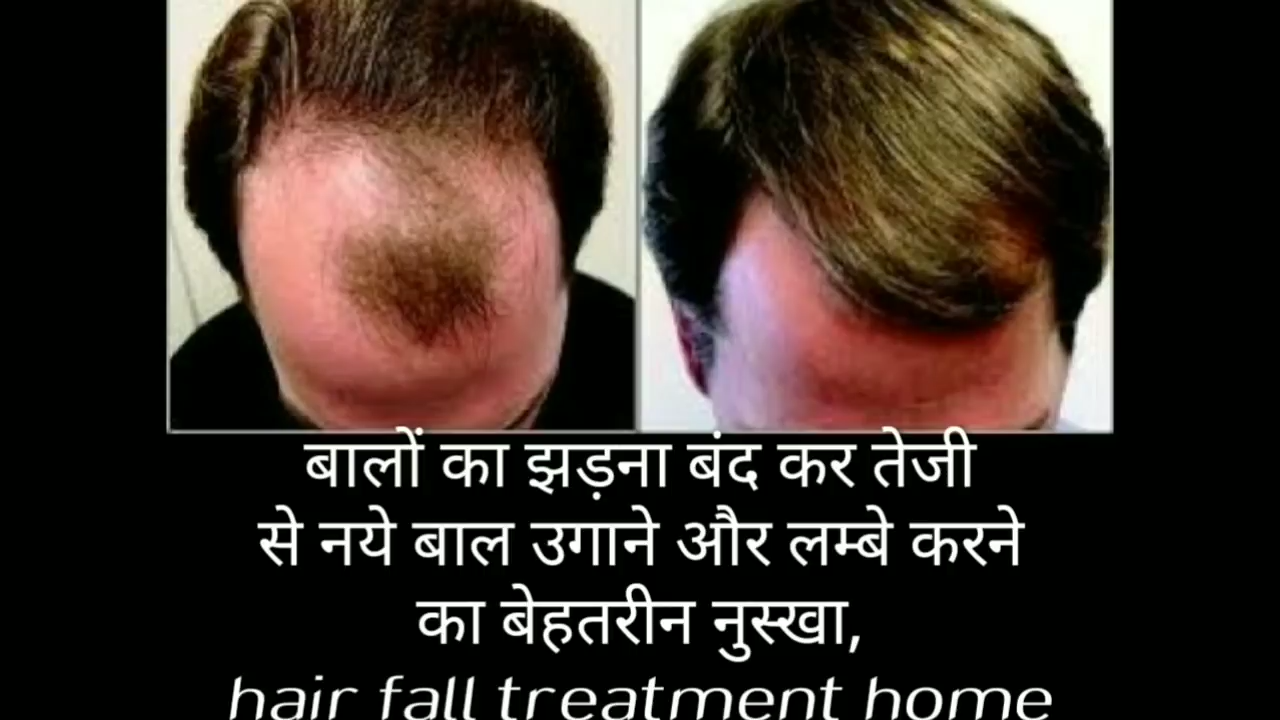 बालों का झड़ना बंद कर तेजी
से नये बाल उगाने और लम्बे करने
का बेहतरीन नुस्खा,
hair fall treatment home